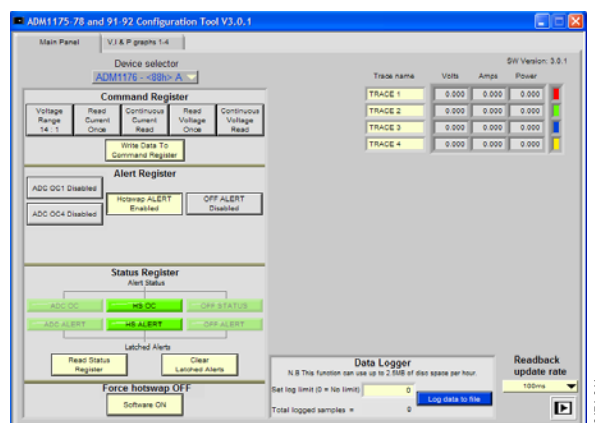 ADM1175-78 and 91-92 Configuration Tool V3.0.1
Main Panel V,I & P graphs 1-4
SW Version: 3.0.1
Device selector
ADM1176 - <88h> A
Trace name Volts Amps Power
TRACE 1 0.000 0.000 0.000
TRACE 2 0.000 0.000 0.000
TRACE 3 0.000 0.000 0.000
TRACE 4 0.000 0.000 0.000
Command Register
Voltage Range 14 : 1
Read Current Once
Continuous Current Read
Read Voltage Once
Continuous Voltage Read
Write Data To
Command Register
Alert Register
ADC OC1 Disabled
Hotswap ALERT Enabled
OFF ALERT Disabled
ADC OC4 Disabled
Status Register
Alert Status
ADC OC HS OC OFF STATUS
ADC ALERT HS ALERT OFF ALERT
Latched Alerts
Read Status Register
Clear Latched Alerts
Force hotswap OFF
Software ON
Data Logger
N.B This function can use up to 2.5MB of disc space per hour.
Set log limit (0 = No limit) 0
Log data to file
Total logged samples = 0
Readback
update rate
100ms